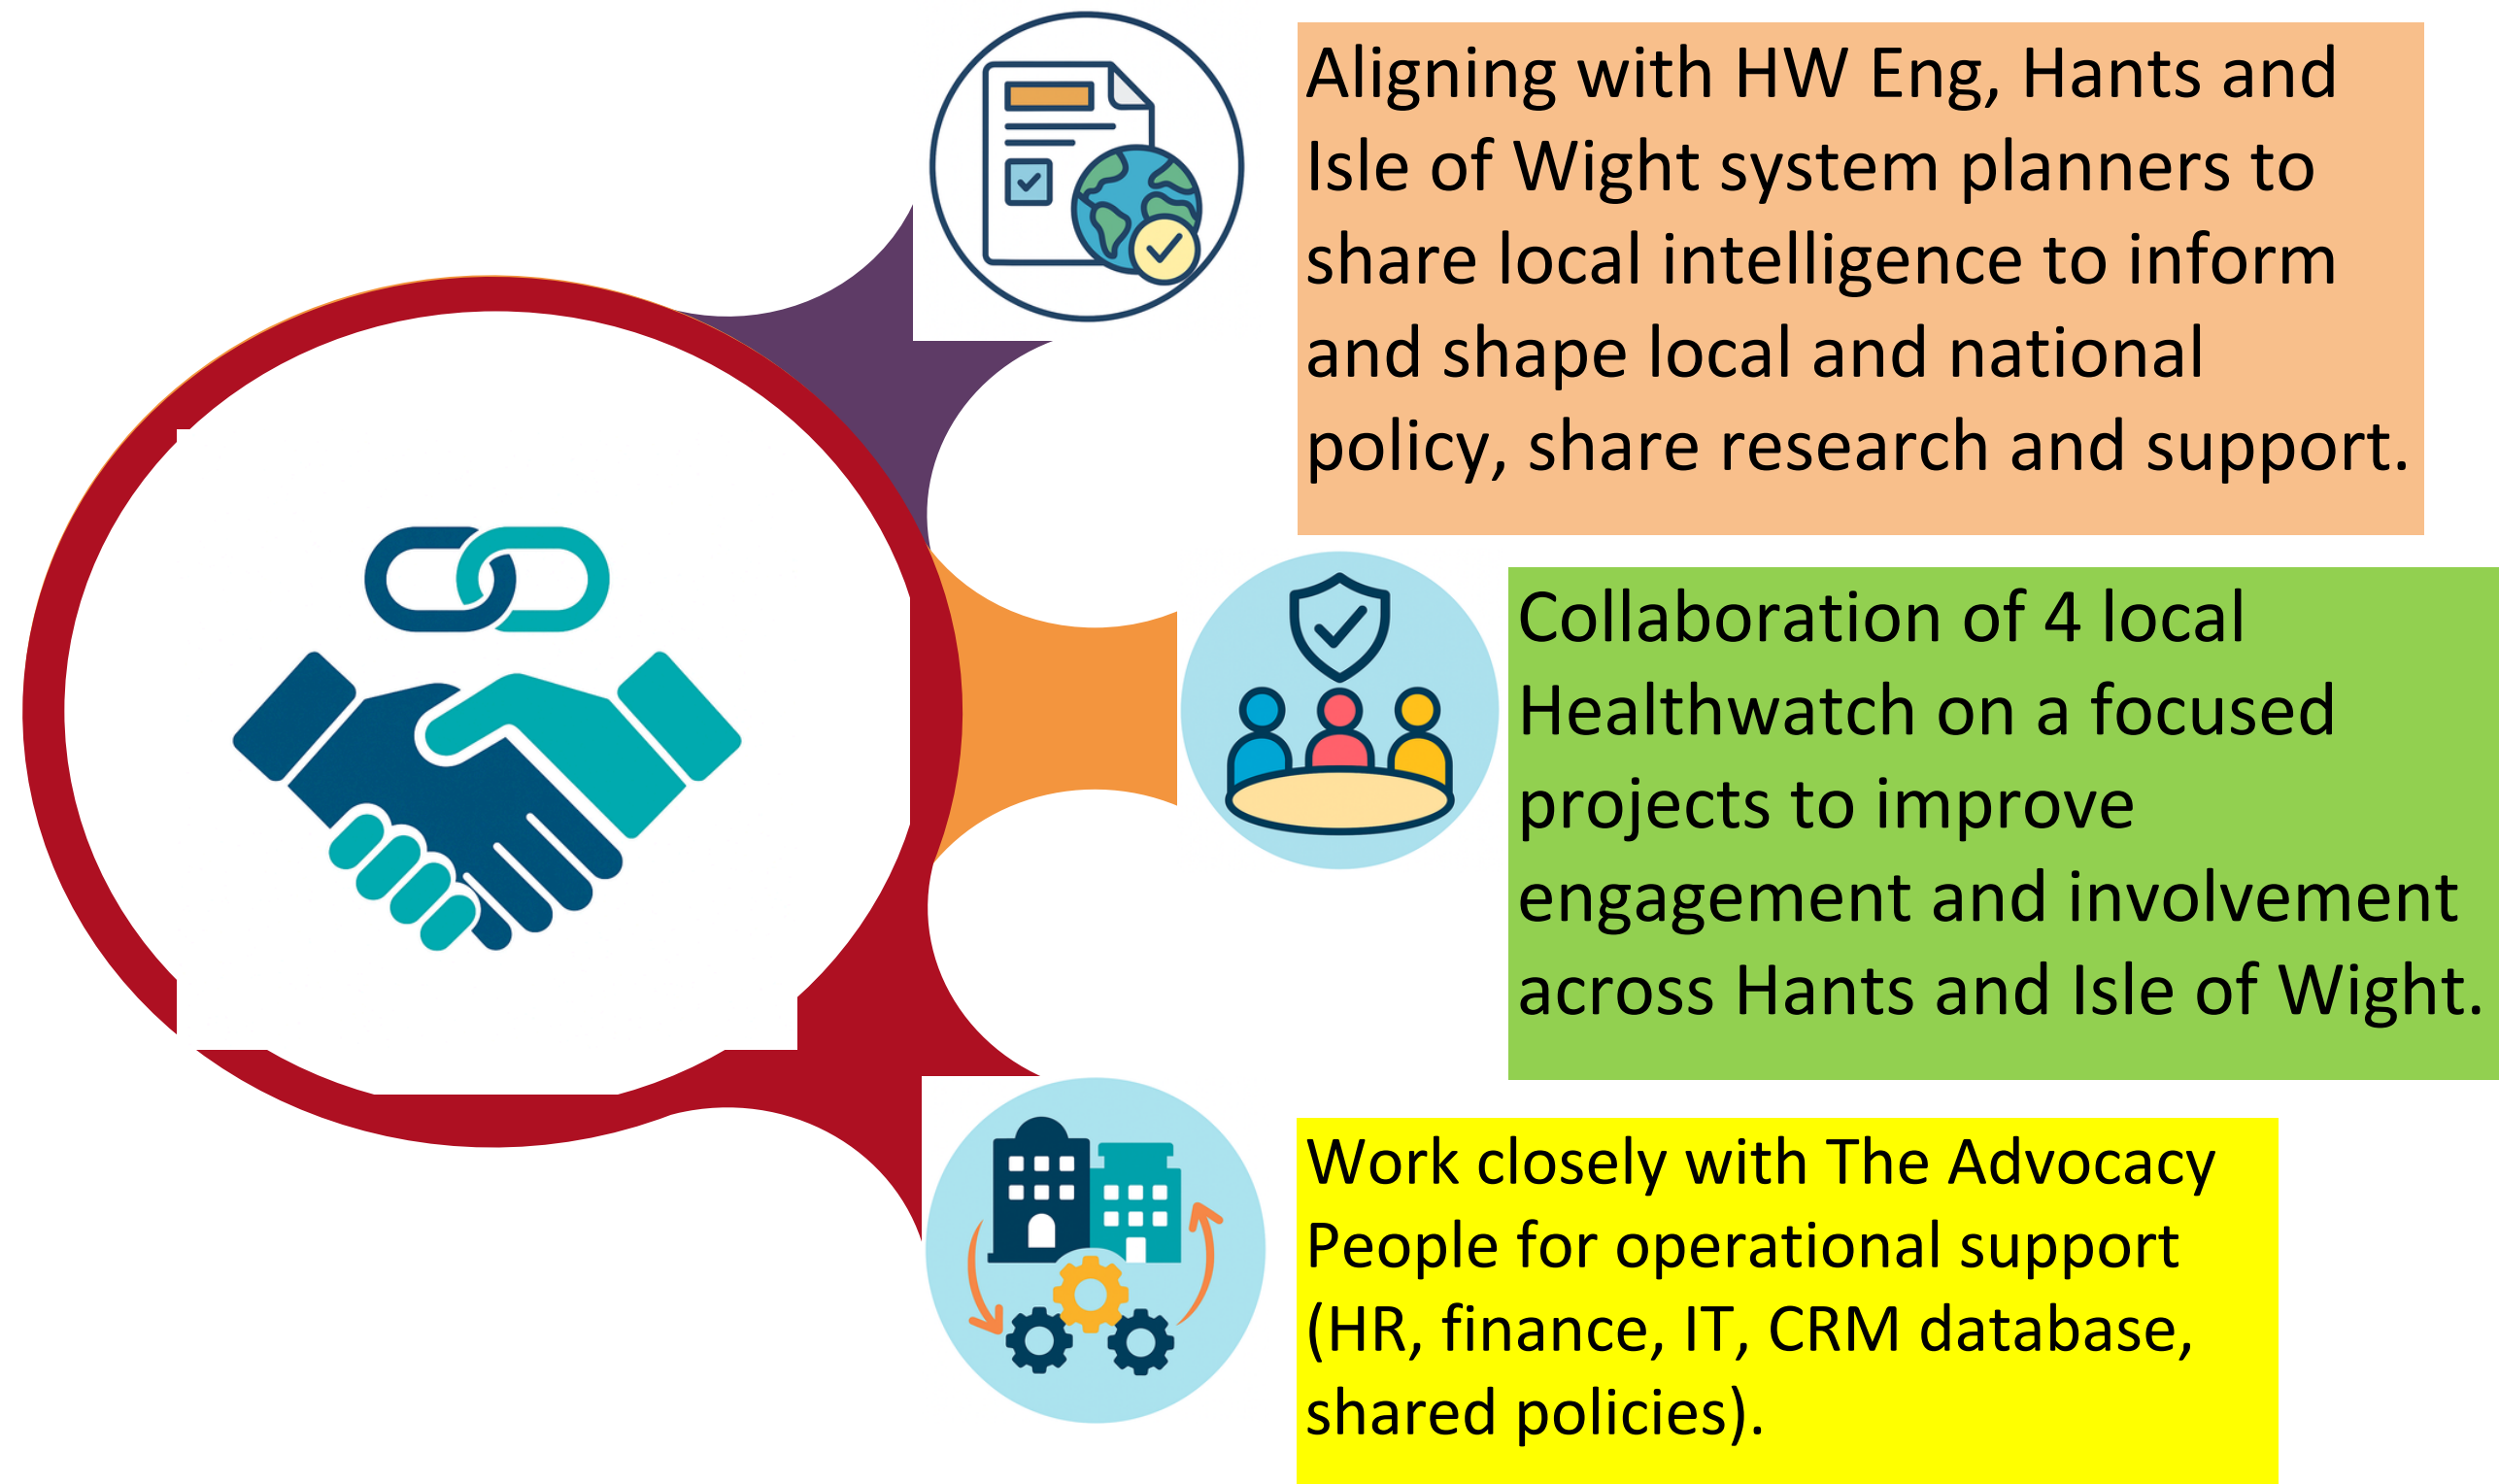 Aligning with HW Eng, Hants and
Isle of Wight system planners to
share local intelligence to inform
and shape local and national
policy, share research and support.
Collaboration of 4 local
Healthwatch on a focused
projects to improve
engagement and involvement
across Hants and Isle of Wight.
Work closely with The Advocacy
People for operational support
(HR, finance, IT, CRM database,
shared policies).